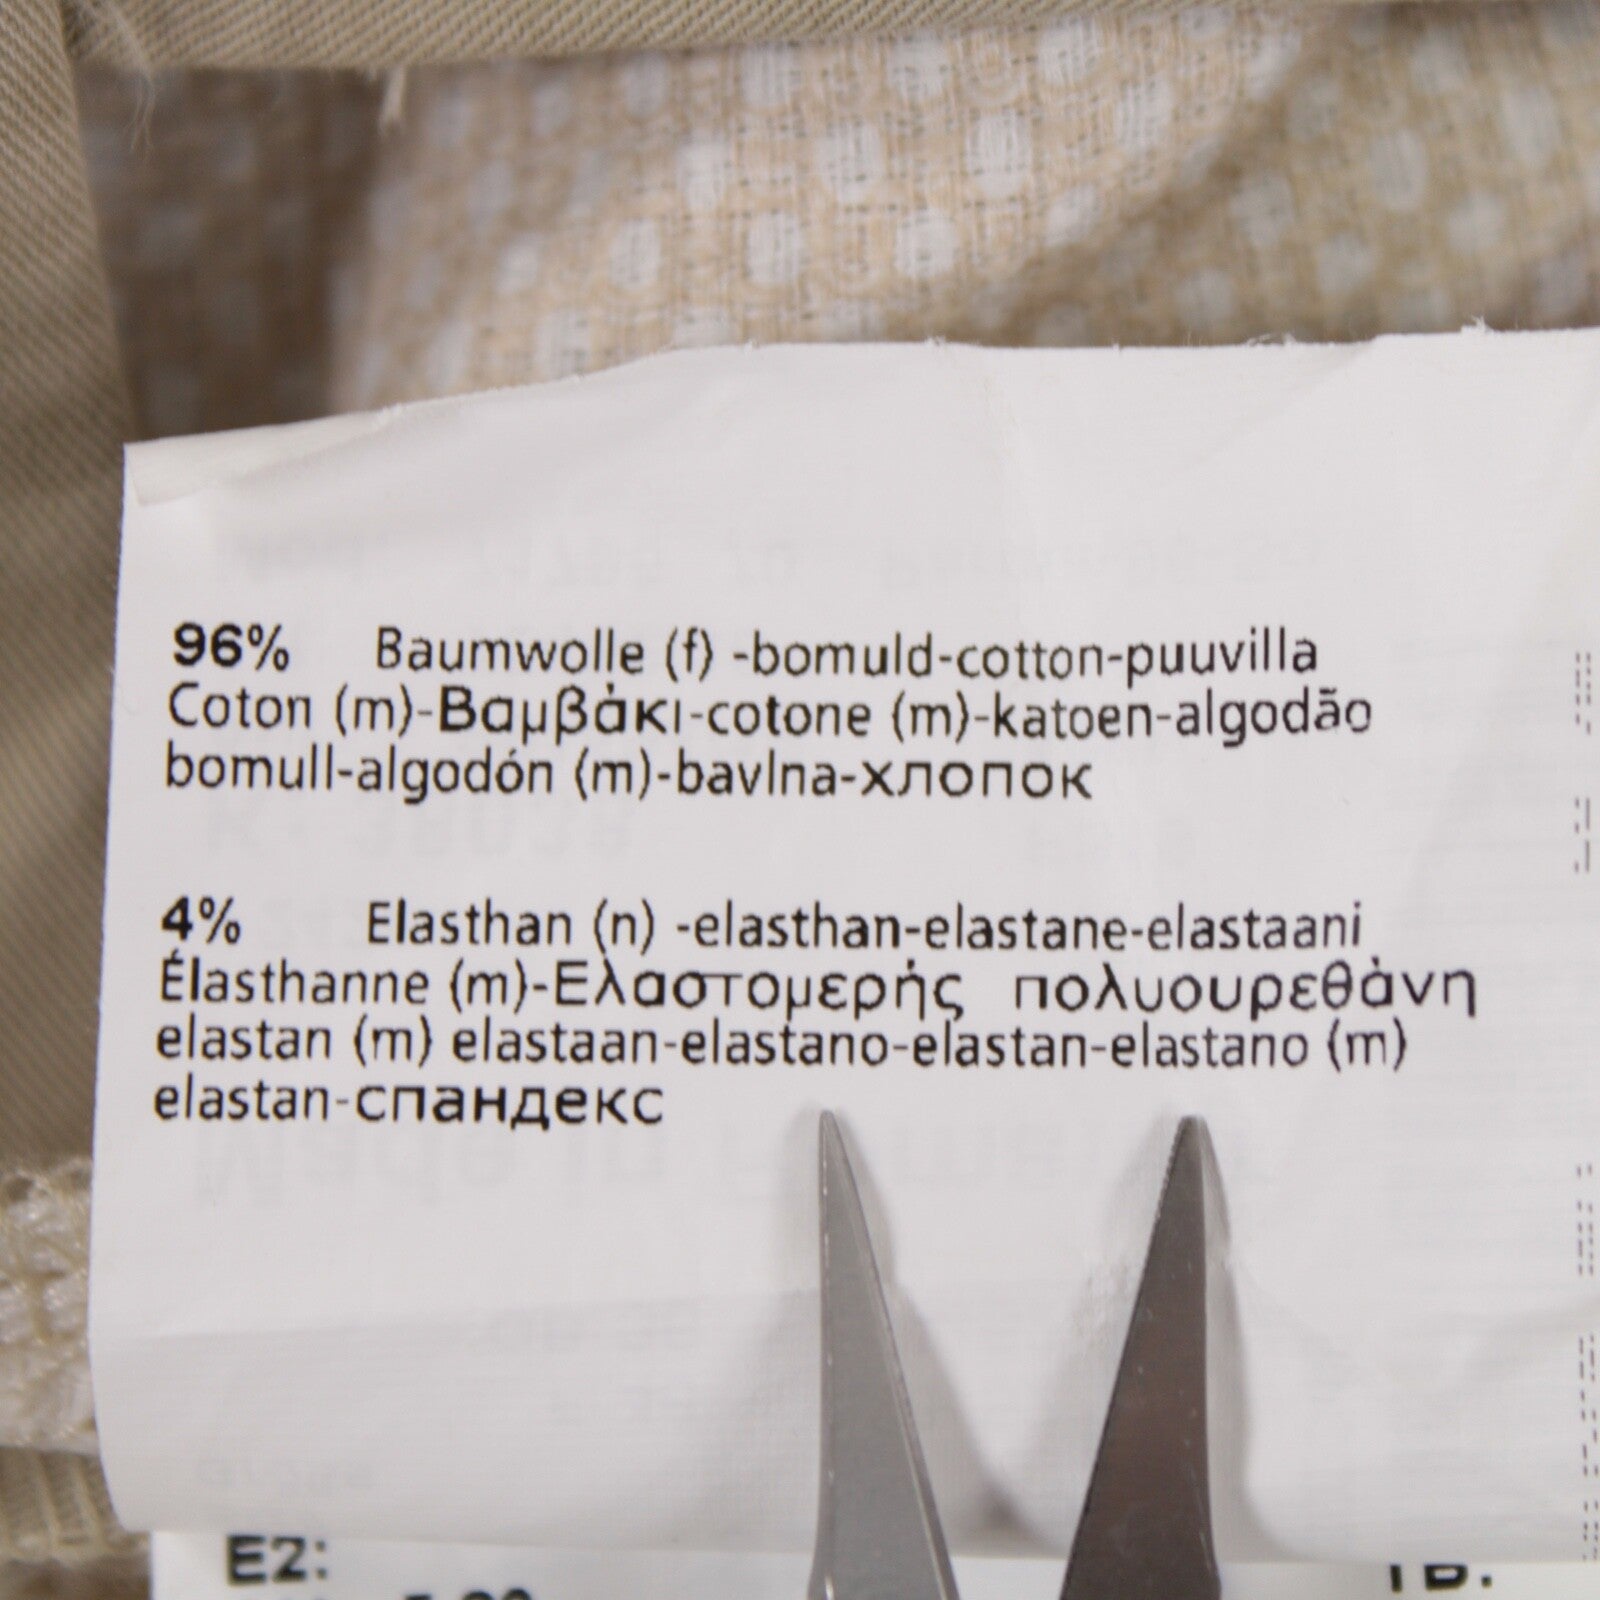 96% Baumwolle (f) -bomuld-cotton-puuvilla
Coton (m)-Βαμβάκι-cotone (m)-katoen-algodão
bomull-algodón (m)-bavlna-хлопок
4% Elasthan (n) -elasthan-elastane-elastaani
Élasthanne (m)-Ελαστομερής πολυουρεθάνη
elastan (m) elastaan-elastano-elastan-elastano (m)
elastan-спандекс
E2: